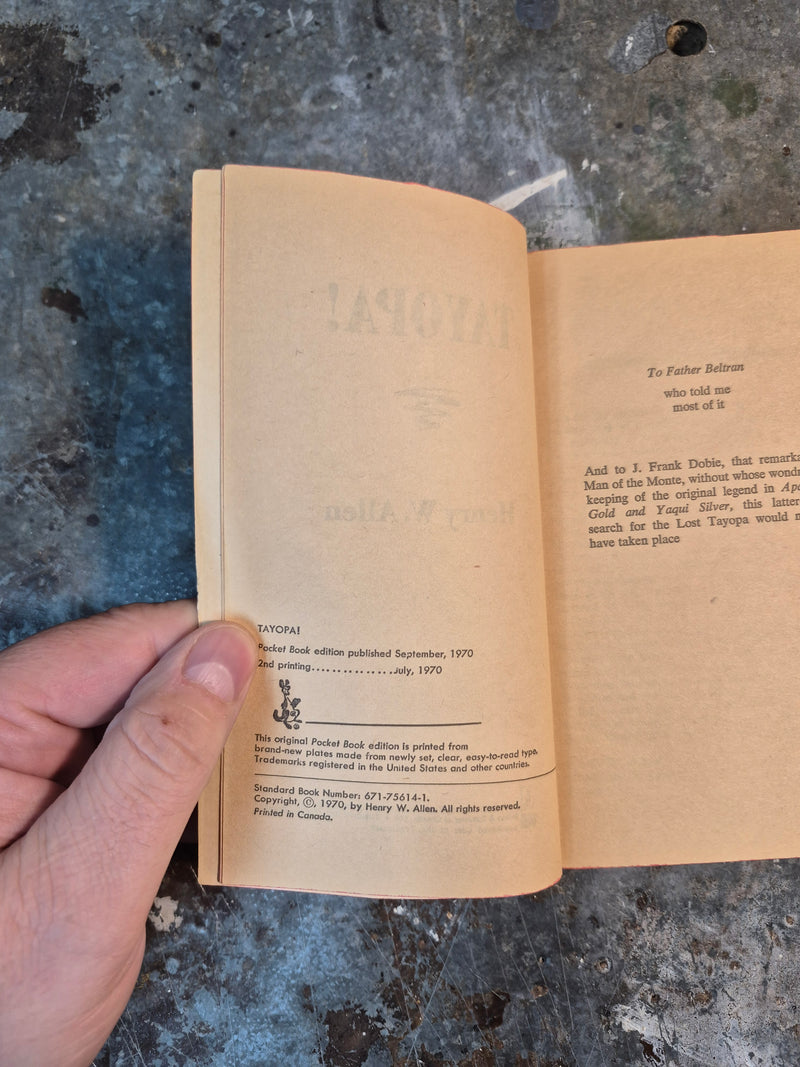 TAYOPA!
Pocket Book edition published September, 1970
2nd printing...............July, 1970
This original Pocket Book edition is printed from
brand-new plates made from newly set, clear, easy-to-read type.
Trademarks registered in the United States and other countries.
Standard Book Number: 671-75614-1.
Copyright, ©, 1970, by Henry W. Allen. All rights reserved.
Printed in Canada.
To Father Beltran
who told me
most of it
And to J. Frank Dobie, that remarka
Man of the Monte, without whose wondr
keeping of the original legend in Apa
Gold and Yaqui Silver, this latter
search for the Lost Tayopa would n
have taken place
TAYOPA!
Henry W. Allen